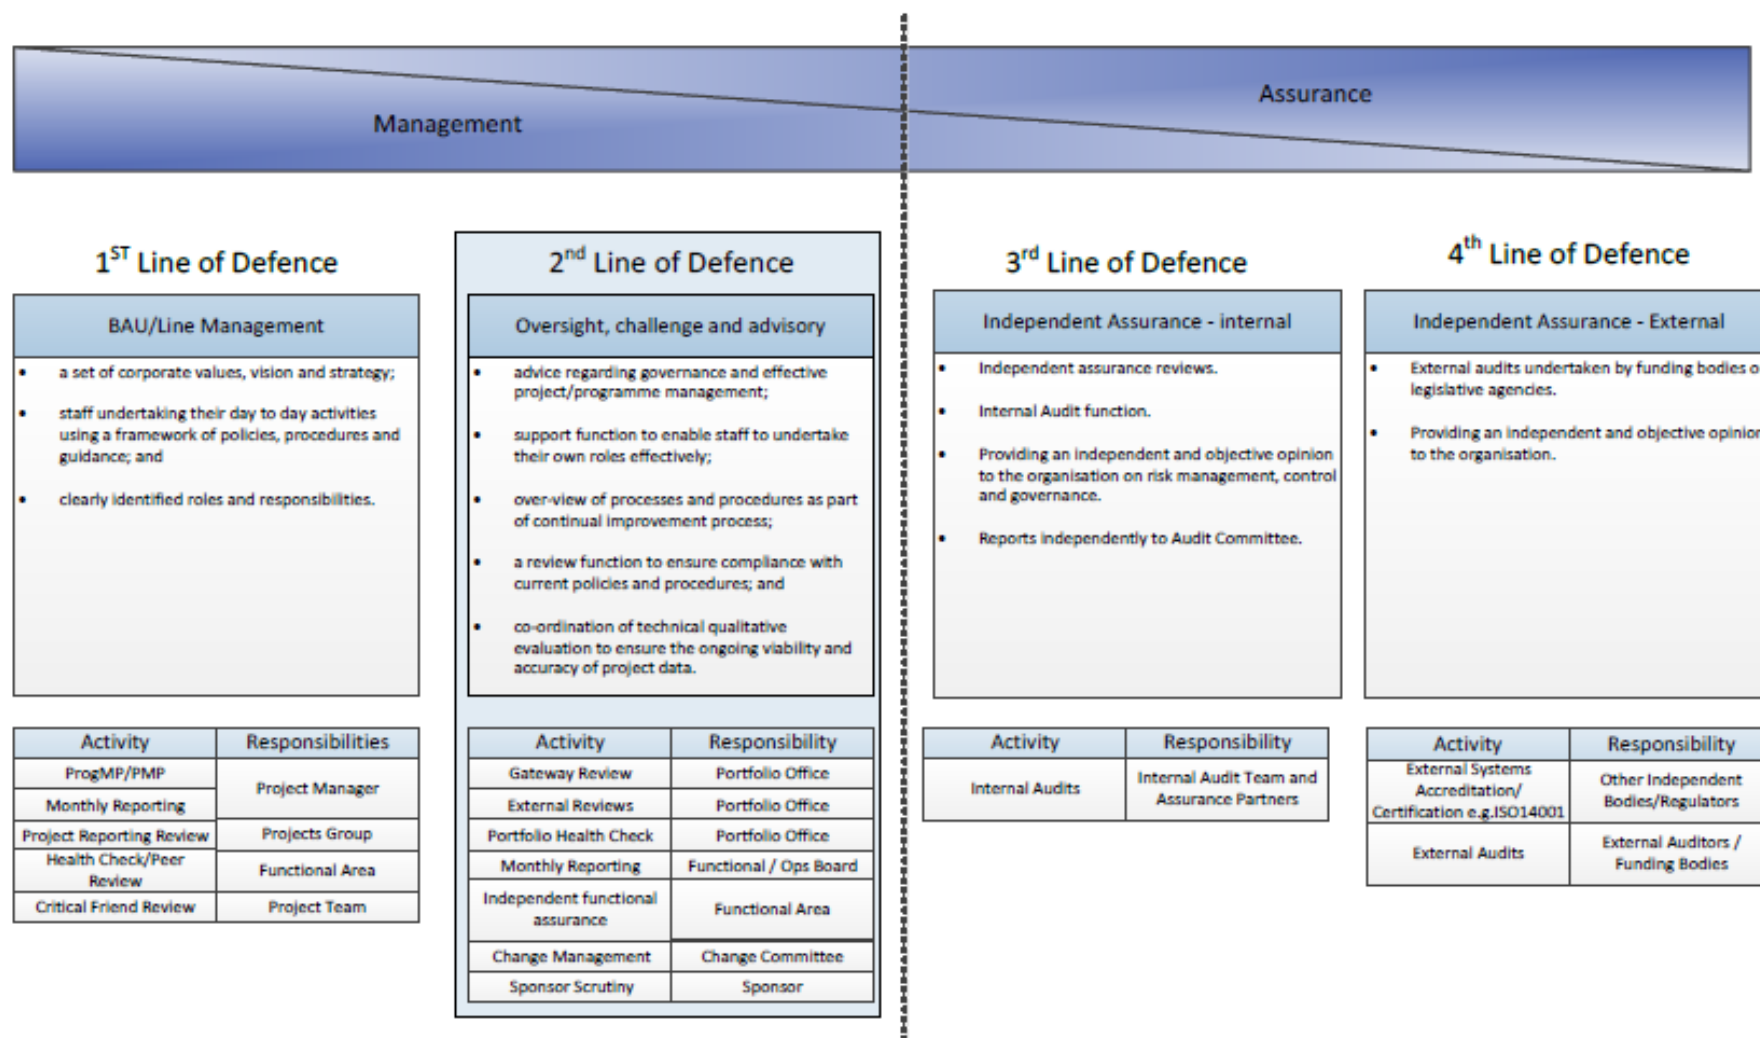 Management
Assurance
1ST Line of Defence
BAU/Line Management
• a set of corporate values, vision and strategy;
• staff undertaking their day to day activities
using a framework of policies, procedures and
guidance; and
• clearly identified roles and responsibilities.
Activity Responsibilities
ProgMP/PMP
Project Manager
Monthly Reporting
Project Reporting Review Projects Group
Health Check/Peer
Review
Functional Area
Critical Friend Review Project Team
2nd Line of Defence
Oversight, challenge and advisory
• advice regarding governance and effective
project/programme management;
• support function to enable staff to undertake
their own roles effectively;
• over-view of processes and procedures as part
of continual improvement process;
• a review function to ensure compliance with
current policies and procedures; and
• co-ordination of technical qualitative
evaluation to ensure the ongoing viability and
accuracy of project data.
Activity Responsibility
Gateway Review Portfolio Office
External Reviews Portfolio Office
Portfolio Health Check Portfolio Office
Monthly Reporting Functional / Ops Board
Independent functional
assurance
Functional Area
Change Management Change Committee
Sponsor Scrutiny Sponsor
3rd Line of Defence
Independent Assurance - internal
• Independent assurance reviews.
• Internal Audit function.
• Providing an independent and objective opinion
to the organisation on risk management, control
and governance.
• Reports independently to Audit Committee.
Activity Responsibility
Internal Audits
Internal Audit Team and
Assurance Partners
4th Line of Defence
Independent Assurance - External
• External audits undertaken by funding bodies o
legislative agencies.
• Providing an independent and objective opinion
to the organisation.
Activity Responsibility
External Systems
Accreditation/
Certification e.g.ISO14001
Other Independent
Bodies/Regulators
External Audits
External Auditors /
Funding Bodies